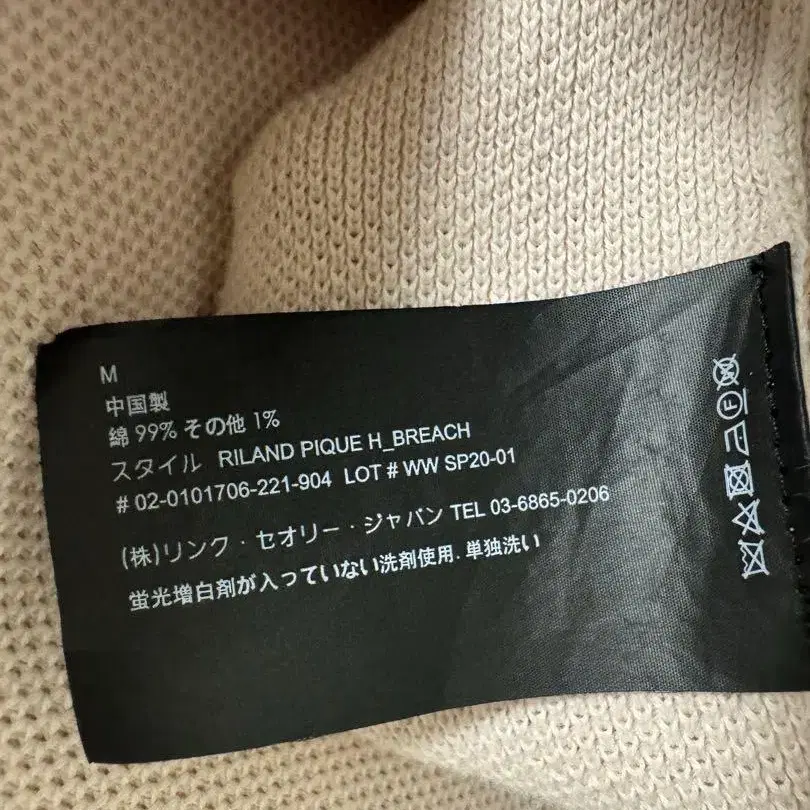 M
中国製
綿 99% その他 1%
スタイル RILAND PIQUE H_BREACH
# 02-0101706-221-904 LOT # WW SP20-01
(株)リンク・セオリー・ジャパン TEL 03-6865-0206
蛍光増白剤が入っていない洗剤使用. 単独洗い
F
W